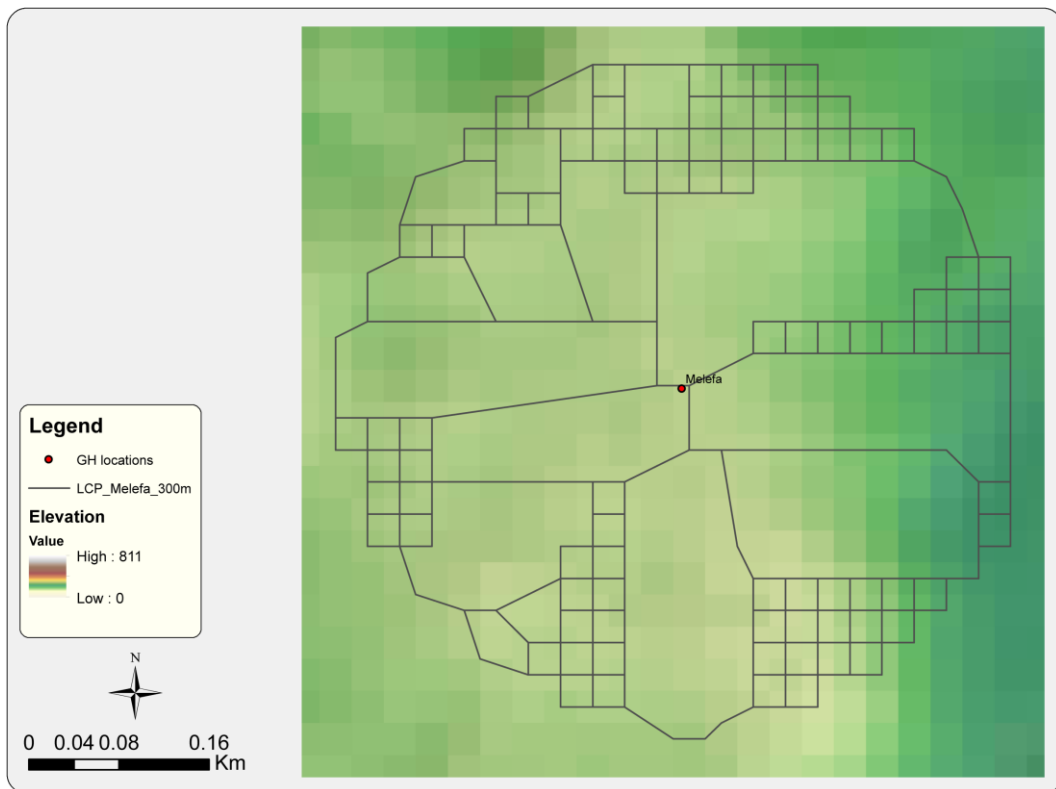 Melefa
Legend
GH locations
LCP_Melefa_300m
Elevation
Value
High : 811
Low : 0
N
0 0.04 0.08 0.16
Km